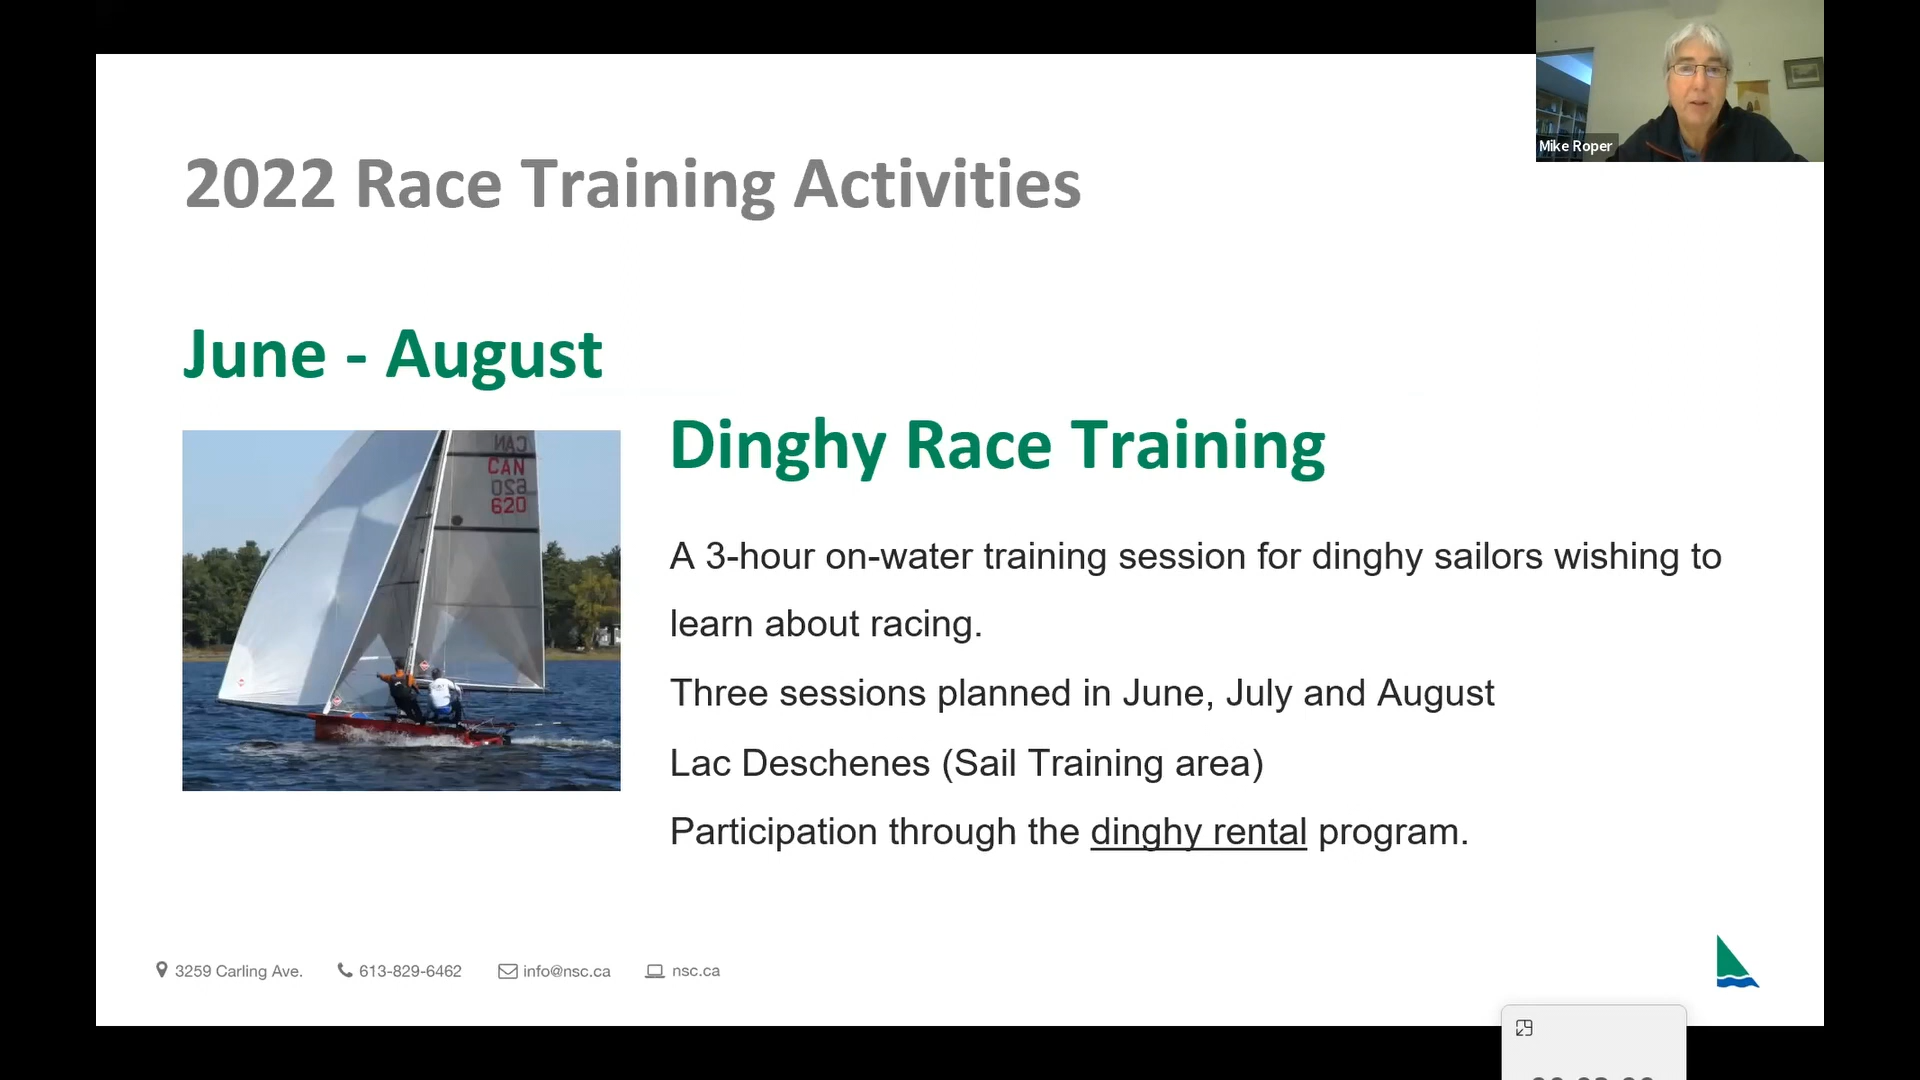 Mike Roper
2022 Race Training Activities
June - August
CAN
CAN
620
620
Dinghy Race Training
A 3-hour on-water training session for dinghy sailors wishing to
learn about racing.
Three sessions planned in June, July and August
Lac Deschenes (Sail Training area)
Participation through the dinghy rental program.
3259 Carling Ave. 613-829-6462 info@nsc.ca nsc.ca